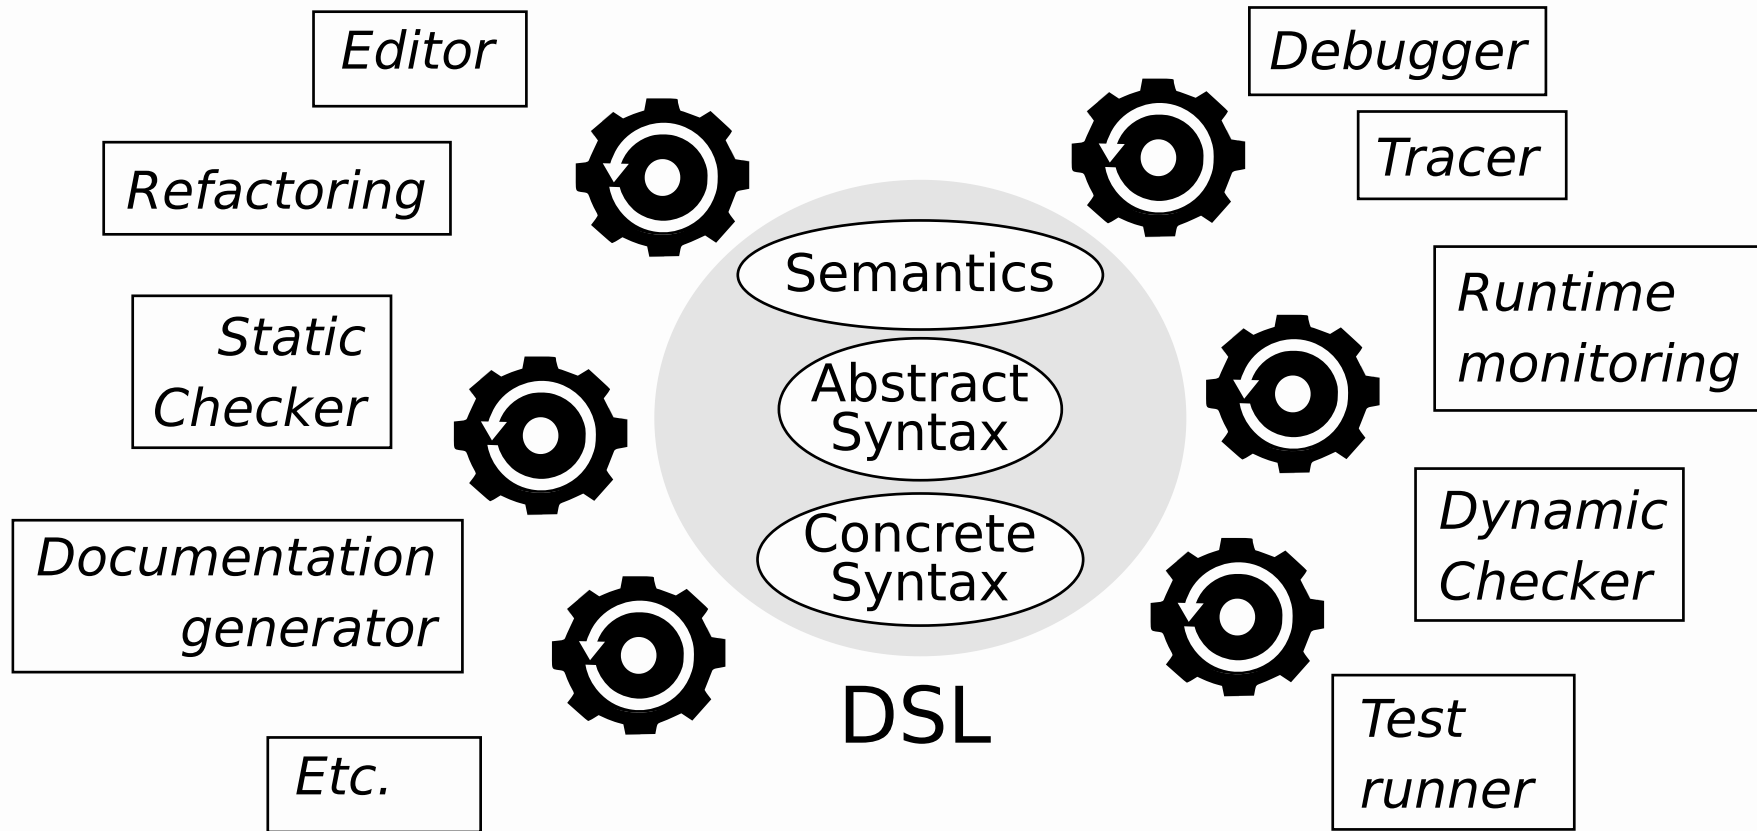 Editor
Refactoring
Static
Checker
Documentation
generator
Etc.
Semantics
Abstract
Syntax
Concrete
Syntax
DSL
Debugger
Tracer
Runtime
monitoring
Dynamic
Checker
Test
runner